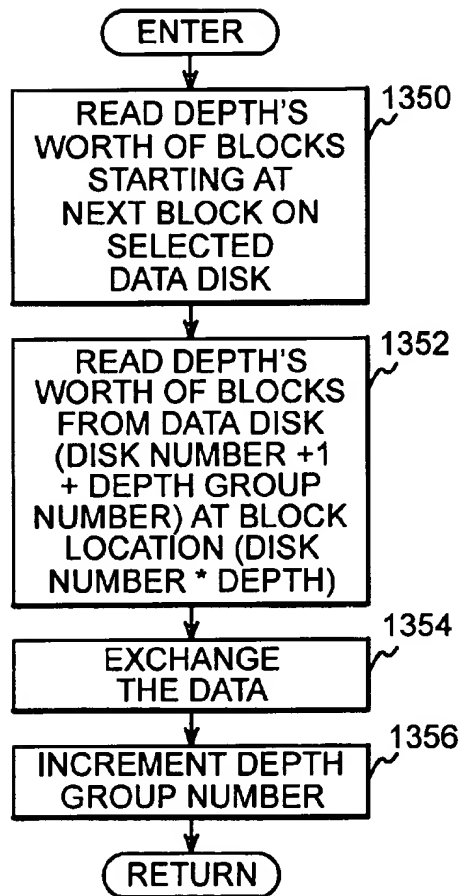 ENTER
1350
READ DEPTH'S
WORTH OF BLOCKS
STARTING AT
NEXT BLOCK ON
SELECTED
DATA DISK
1352
READ DEPTH'S
WORTH OF BLOCKS
FROM DATA DISK
(DISK NUMBER +1
+ DEPTH GROUP
NUMBER) AT BLOCK
LOCATION (DISK
NUMBER * DEPTH)
1354
EXCHANGE
THE DATA
1356
INCREMENT DEPTH
GROUP NUMBER
RETURN